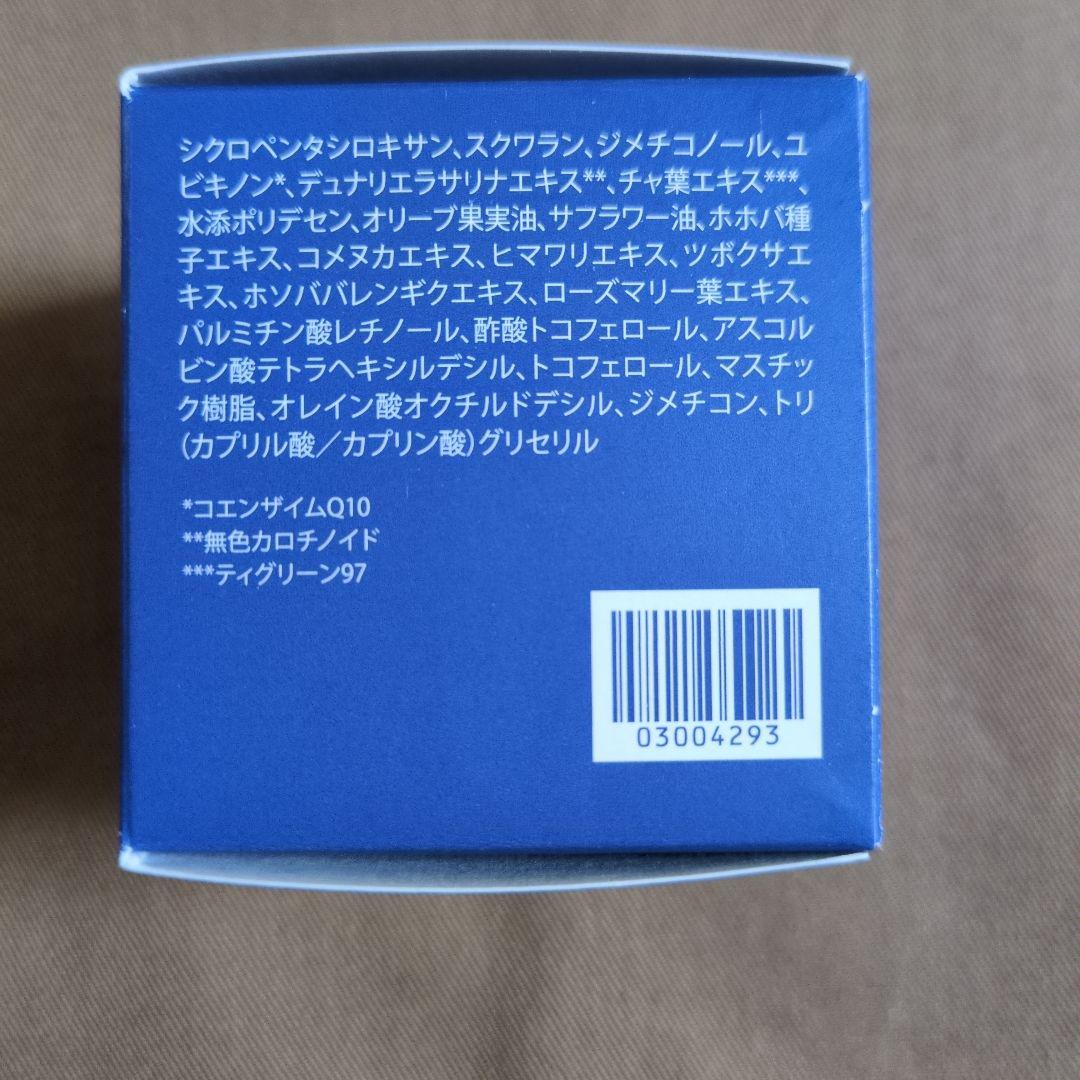 シクロペンタシロキサン、スクワラン、ジメチコノール、ユ
ビキノン*、デュナリエラサリナエキス**、チャ葉エキス***、
水添ポリデセン、オリーブ果実油、サフラワー油、ホホバ種
子エキス、コメヌカエキス、ヒマワリエキス、ツボクサエ
キス、ホソババレンギクエキス、ローズマリー葉エキス、
パルミチン酸レチノール、酢酸トコフェロール、アスコル
ビン酸テトラヘキシルデシル、トコフェロール、マスチッ
ク樹脂、オレイン酸オクチルドデシル、ジメチコン、トリ
（カプリル酸／カプリン酸）グリセリル
*コエンザイムQ10
**無色カロチノイド
***ティグリーン97
03004293